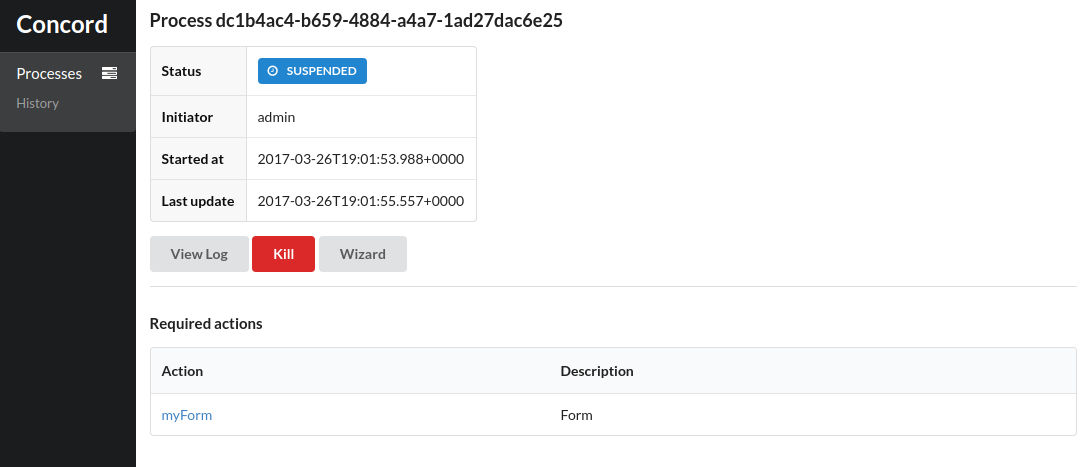 Concord
Processes
History
Process dc1b4ac4-b659-4884-a4a7-1ad27dac6e25
Status SUSPENDED
Initiator admin
Started at 2017-03-26T19:01:53.988+0000
Last update 2017-03-26T19:01:55.557+0000
View Log Kill Wizard
Required actions
Action Description
myForm Form